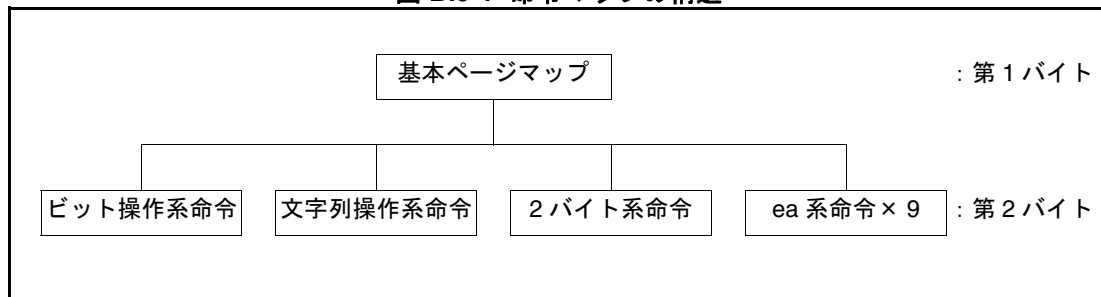 基本ページマップ
: 第 1 バイト
ビット操作系命令
文字列操作系命令
2 バイト系命令
ea 系命令 × 9
: 第 2 バイト